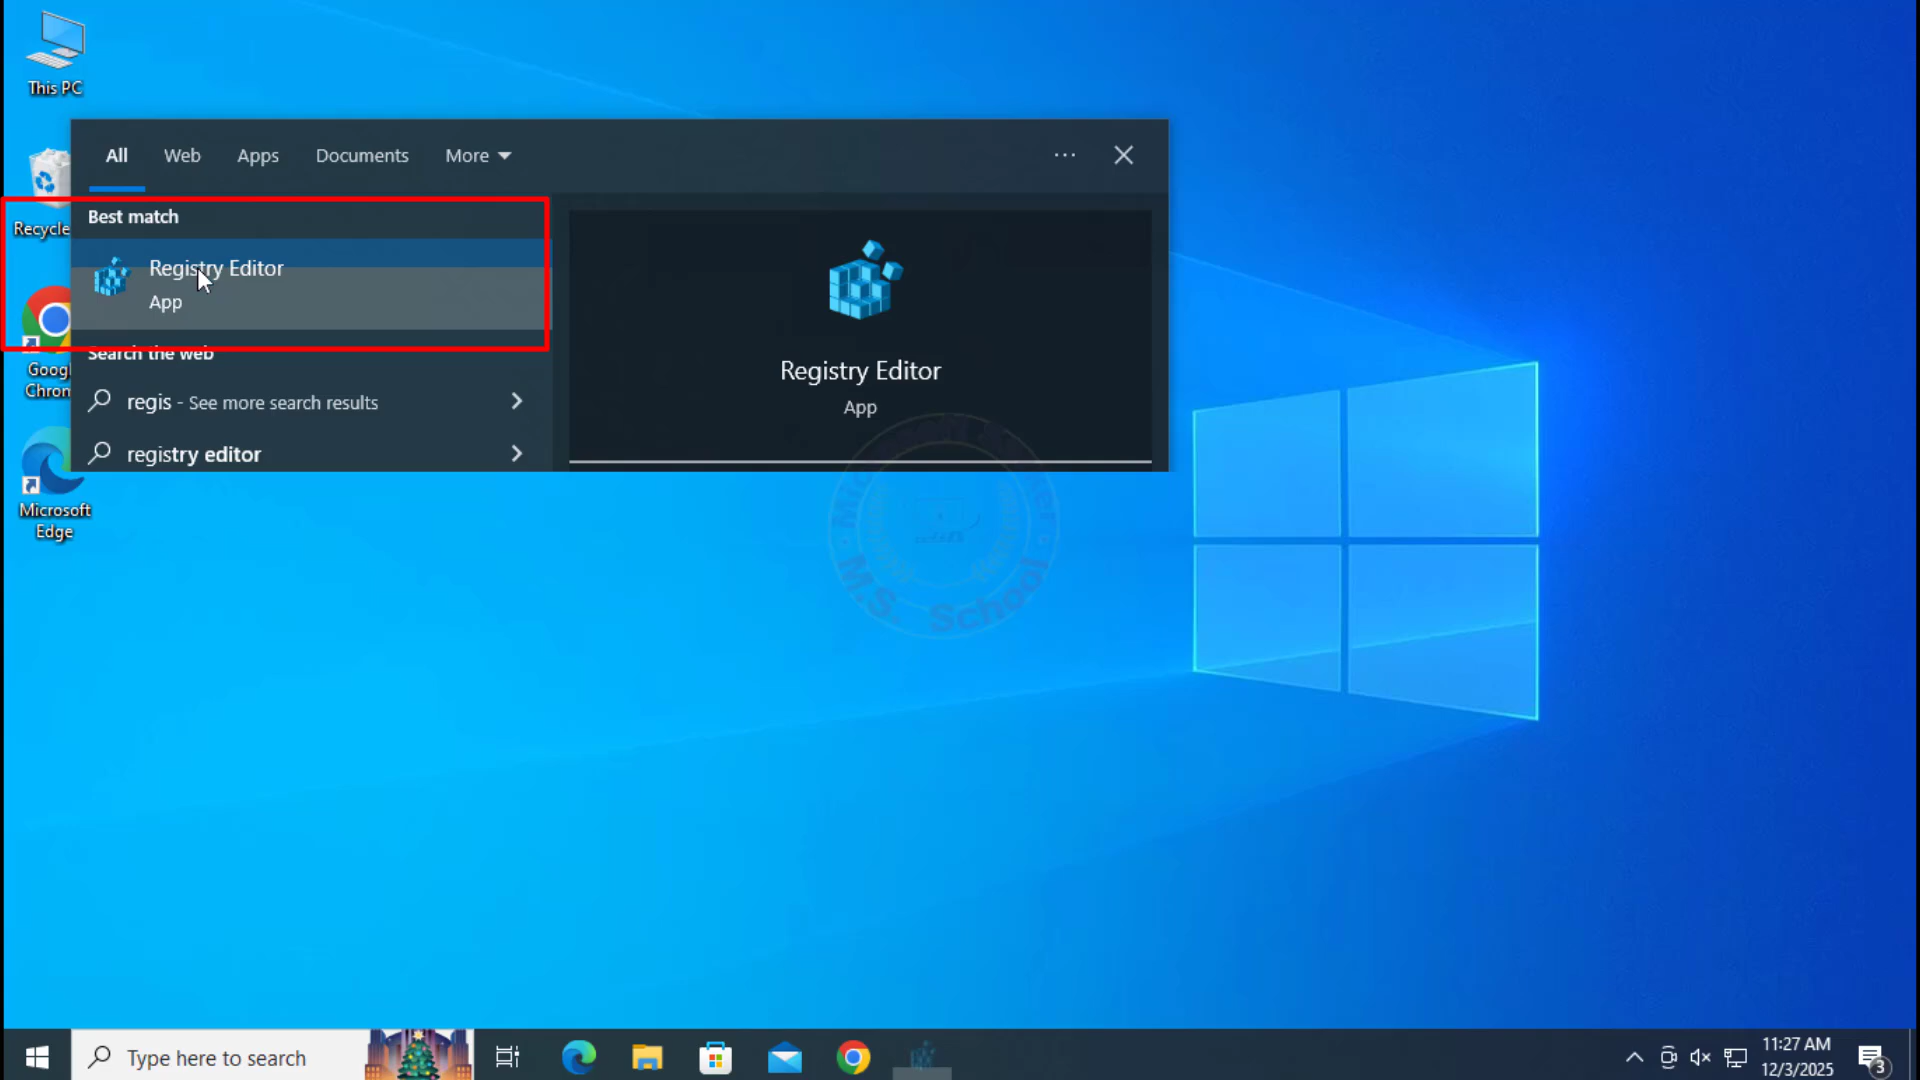 This PC
All
Web
Apps
Documents
More
Best match
Recycle
Registry Editor
App
Search the web
regis - See more search results
registry editor
Registry Editor
App
Googl
Chron
Microsoft
Edge
M.S. School
Type here to search
11:27 AM
12/3/2025
3